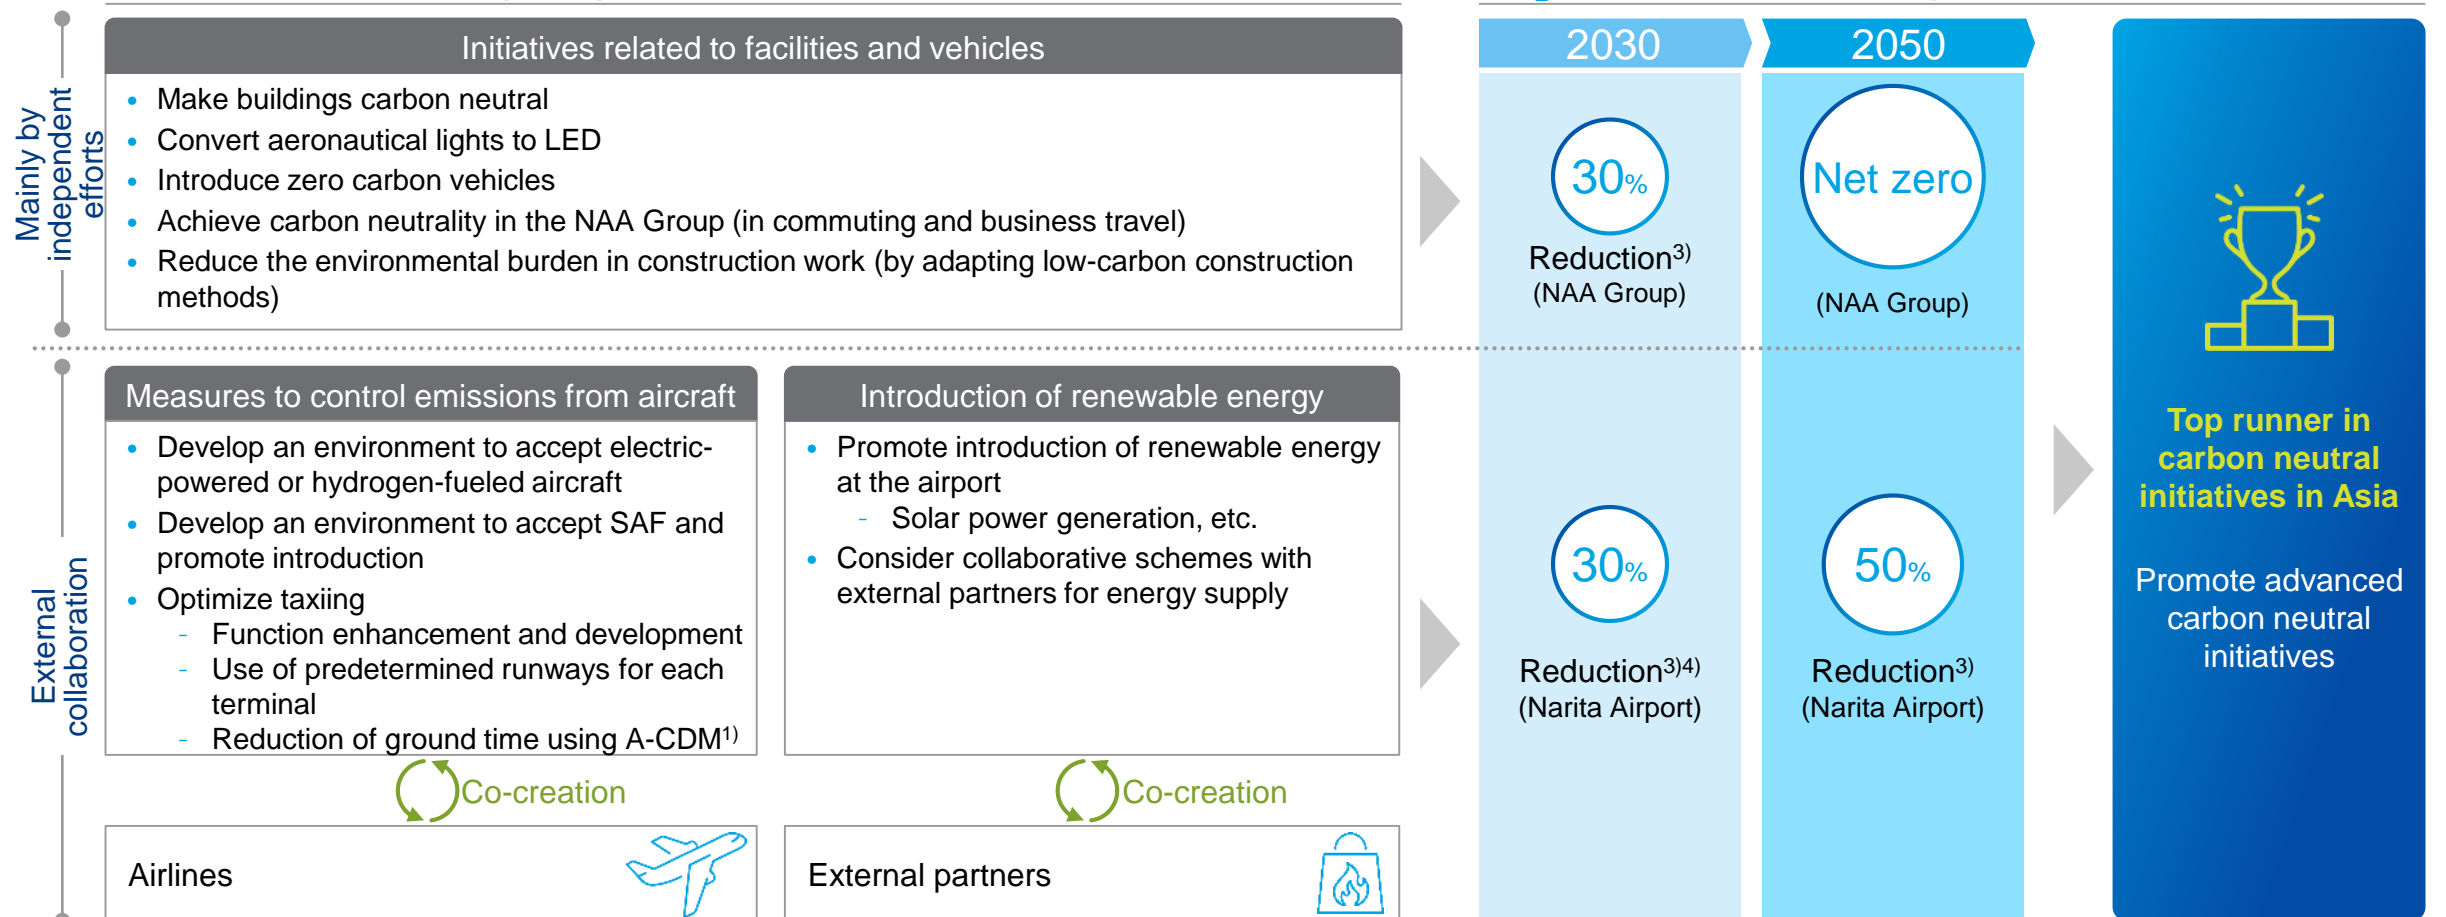 Mainly by
independent
efforts
Initiatives related to facilities and vehicles
• Make buildings carbon neutral
• Convert aeronautical lights to LED
• Introduce zero carbon vehicles
• Achieve carbon neutrality in the NAA Group (in commuting and business travel)
• Reduce the environmental burden in construction work (by adapting low-carbon construction
methods)
2030
2050
30%
Reduction3)
(NAA Group)
Net zero
(NAA Group)
External
collaboration
Measures to control emissions from aircraft
• Develop an environment to accept electric-
powered or hydrogen-fueled aircraft
• Develop an environment to accept SAF and
promote introduction
• Optimize taxiing
- Function enhancement and development
- Use of predetermined runways for each
terminal
- Reduction of ground time using A-CDM1)
Co-creation
Airlines
Introduction of renewable energy
• Promote introduction of renewable energy
at the airport
- Solar power generation, etc.
• Consider collaborative schemes with
external partners for energy supply
Co-creation
External partners
30%
Reduction3)4)
(Narita Airport)
50%
Reduction3)
(Narita Airport)
Top runner in
carbon neutral
initiatives in Asia
Promote advanced
carbon neutral
initiatives